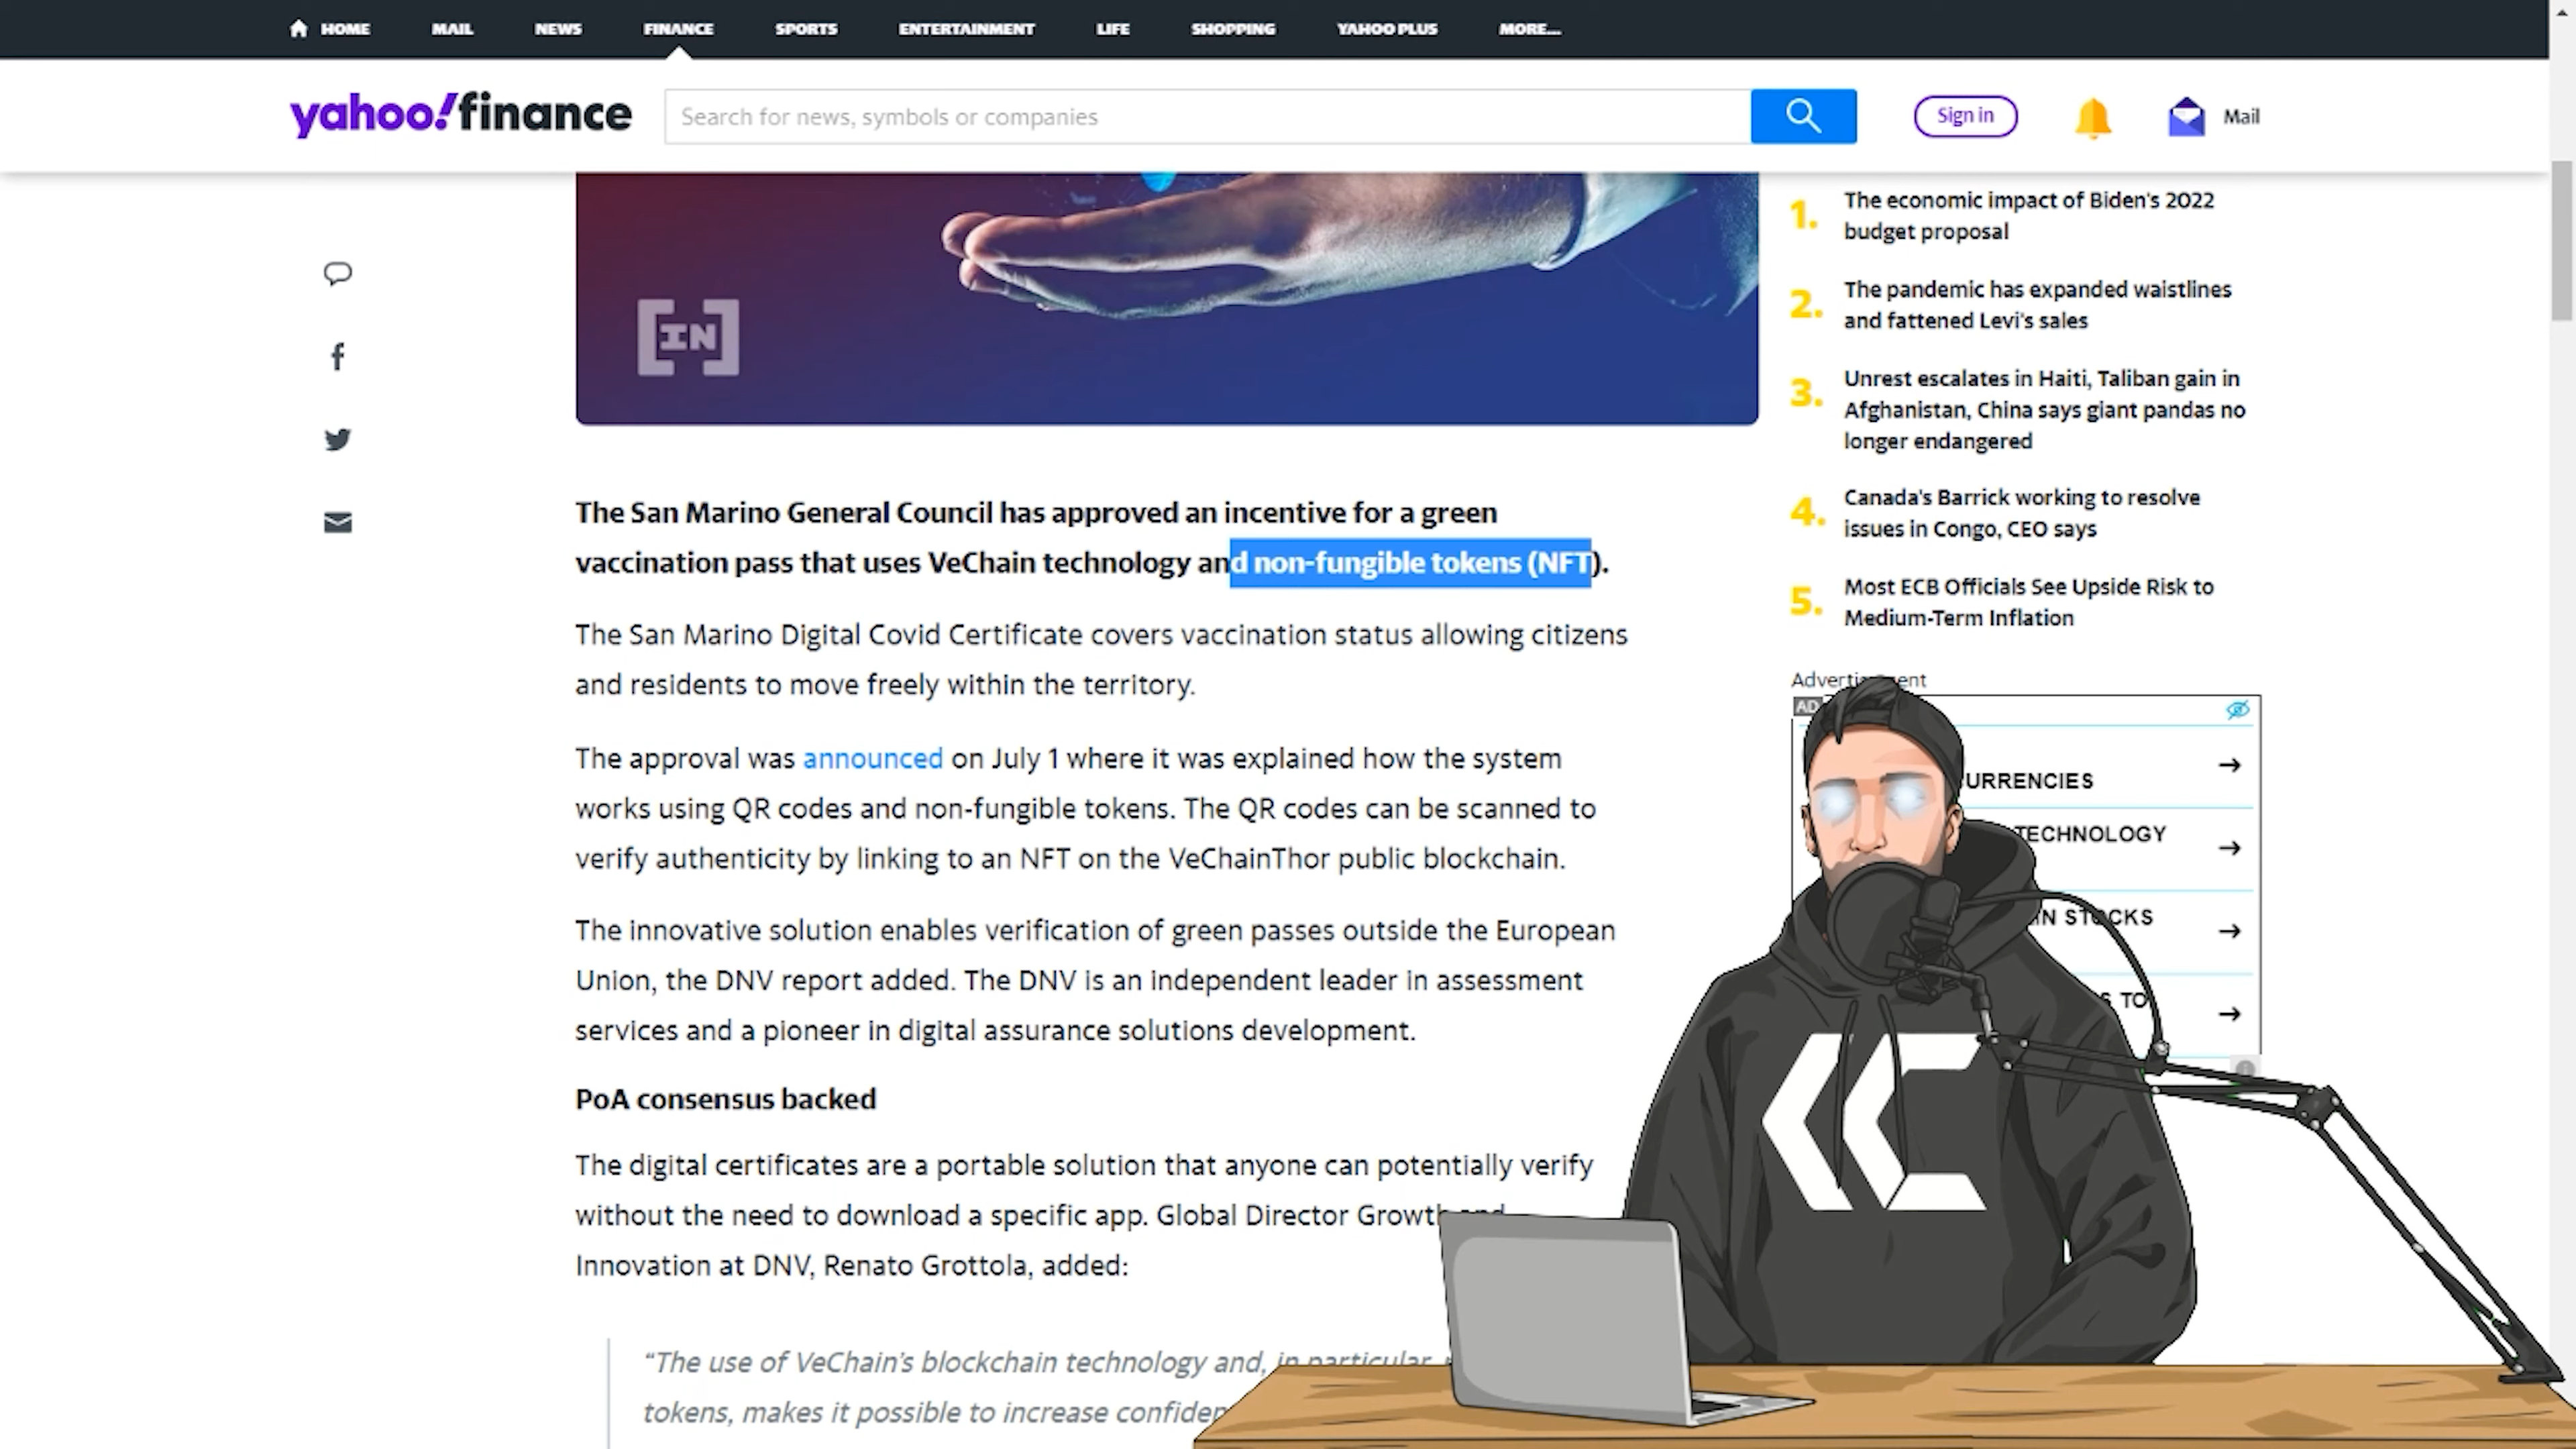 HOME MAIL NEWS FINANCE SPORTS ENTERTAINMENT LIFE SHOPPING YAHOO PLUS MORE...
yahoo!finance
Search for news, symbols or companies
Sign in
Mail
[IN]
The San Marino General Council has approved an incentive for a green
vaccination pass that uses VeChain technology and non-fungible tokens (NFT).
The San Marino Digital Covid Certificate covers vaccination status allowing citizens
and residents to move freely within the territory.
The approval was announced on July 1 where it was explained how the system
works using QR codes and non-fungible tokens. The QR codes can be scanned to
verify authenticity by linking to an NFT on the VeChainThor public blockchain.
The innovative solution enables verification of green passes outside the European
Union, the DNV report added. The DNV is an independent leader in assessment
services and a pioneer in digital assurance solutions development.
PoA consensus backed
The digital certificates are a portable solution that anyone can potentially verify
without the need to download a specific app. Global Director Growth and
Innovation at DNV, Renato Grottola, added:
“The use of VeChain’s blockchain technology and, in particular,
tokens, makes it possible to increase
1. The economic impact of Biden's 2022
budget proposal
2. The pandemic has expanded waistlines
and fattened Levi's sales
3. Unrest escalates in Haiti, Taliban gain in
Afghanistan, China says giant pandas no
longer endangered
4. Canada's Barrick working to resolve
issues in Congo, CEO says
5. Most ECB Officials See Upside Risk to
Medium-Term Inflation
AD
STOCKS
TO